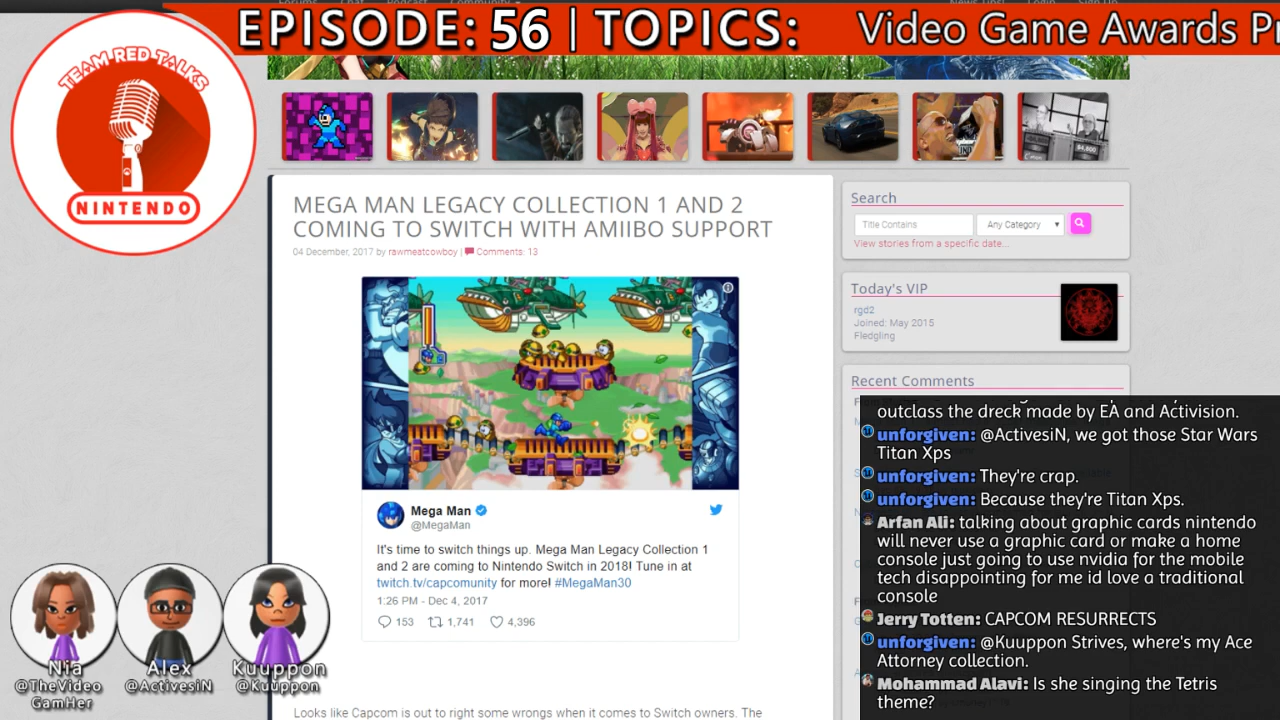 EPISODE: 56 | TOPICS: Video Game Awards Pr
TEAM RED TALKS
NINTENDO
MEGA MAN LEGACY COLLECTION 1 AND 2
COMING TO SWITCH WITH AMIIBO SUPPORT
04 December, 2017 by rawmeatcowboy | Comments: 13
Mega Man
@MegaMan
It's time to switch things up. Mega Man Legacy Collection 1
and 2 are coming to Nintendo Switch in 2018! Tune in at
twitch.tv/capcomunity for more! #MegaMan30
1:26 PM - Dec 4, 2017
153 1,741 4,396
Looks like Capcom is out to right some wrongs when it comes to Switch owners. The
Search
Title Contains
Any Category
View stories from a specific date...
Today's VIP
rgd2
Joined: May 2015
Fledgling
Recent Comments
outclass the dreck made by EA and Activision.
unforgiven: @ActivesiN, we got those Star Wars
Titan Xps
unforgiven: They're crap.
unforgiven: Because they're Titan Xps.
Arfan Ali: talking about graphic cards nintendo
will never use a graphic card or make a home
console just going to use nvidia for the mobile
tech disappointing for me id love a traditional
console
Jerry Totten: CAPCOM RESURRECTS
unforgiven: @Kuuppon Strives, where's my Ace
Attorney collection.
Mohammad Alavi: Is she singing the Tetris
theme?
Nia
@TheVideo
GamHer
Alex
@ActivesiN
Kuuppon
@Kuuppon